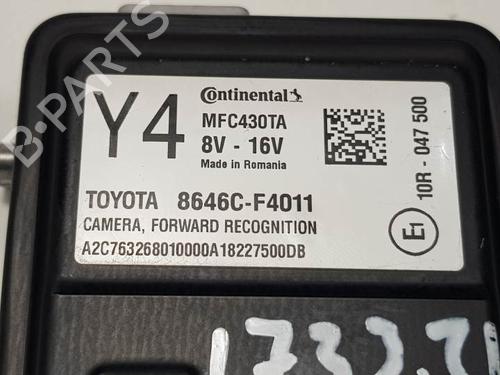 B-PARTS
Y4
Continental
MFC430TA
8V - 16V
Made in Romania
TOYOTA 8646C-F4011
CAMERA, FORWARD RECOGNITION
A2C763268010000A18227500DB
E1
10R - 047 500